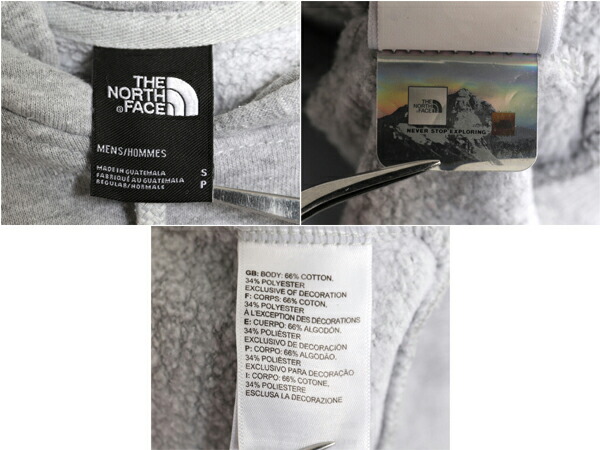 THE
NORTH
FACE
®
MENS/HOMMES
MADE IN GUATEMALA
FABRIQUÉ AU GUATEMALA
REGULAR/NORMALE
S
P
THE
NORTH
FACE
NEVER STOP EXPLORING
GB: BODY: 66% COTTON,
34% POLYESTER
EXCLUSIVE OF DECORATION
F: CORPS: 66% COTON,
34% POLYESTER
À L'EXCEPTION DES DÉCORATIONS
E: CUERPO: 66% ALGODÓN,
34% POLIÉSTER
EXCLUSIVO DE DECORACIÓN
P: CORPO: 66% ALGODÃO,
34% POLIÉSTER
EXCLUSIVO PARA DECORAÇÃO
I: CORPO: 66% COTONE,
34% POLIESTERE
ESCLUSA LA DECORAZIONE